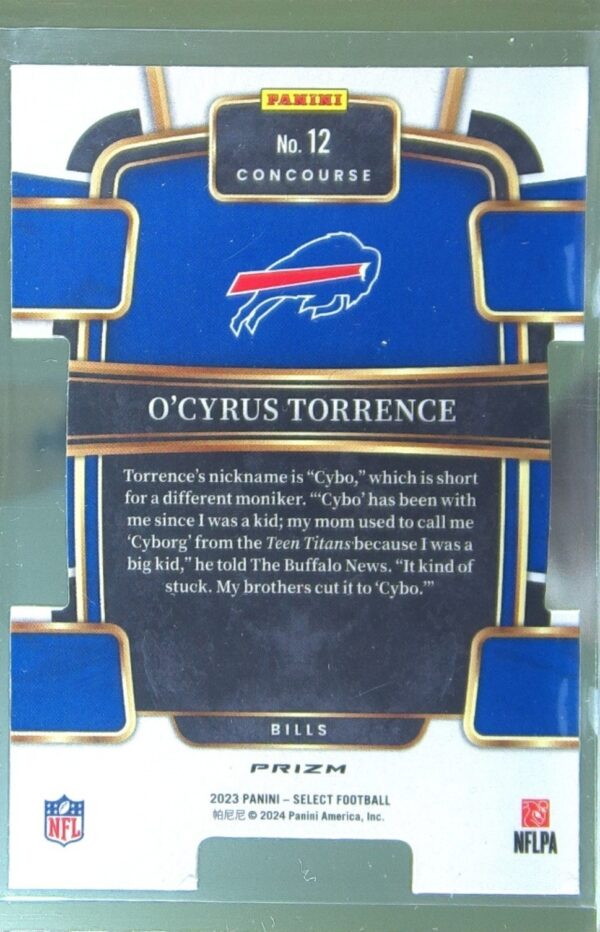 PANINI
No. 12
CONCOURSE
O'CYRUS TORRENCE
Torrence's nickname is “Cybo,” which is short
for a different moniker. “‘Cybo’ has been with
me since I was a kid; my mom used to call me
‘Cyborg’ from the Teen Titans because I was a
big kid,” he told The Buffalo News. “It kind of
stuck. My brothers cut it to ‘Cybo.’”
BILLS
PRIZM
2023 PANINI – SELECT FOOTBALL
帕尼尼 © 2024 Panini America, Inc.
NFL
NFLPA